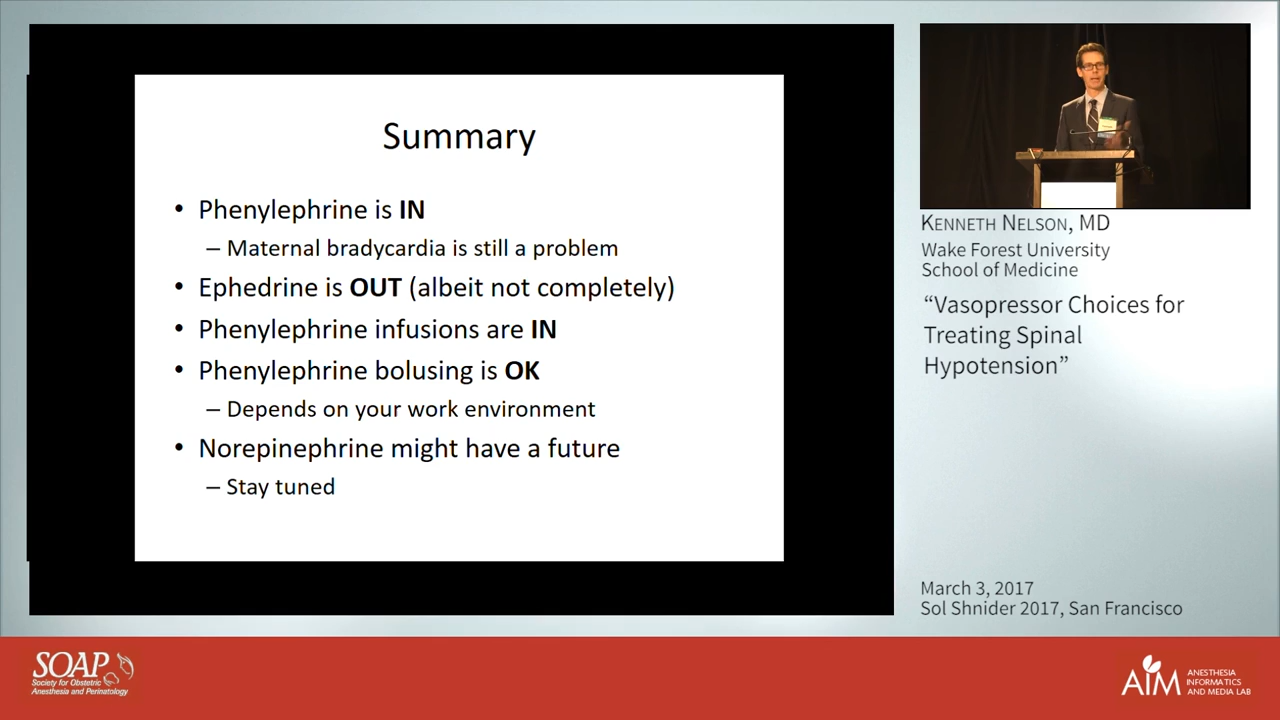 Summary
• Phenylephrine is IN
– Maternal bradycardia is still a problem
• Ephedrine is OUT (albeit not completely)
• Phenylephrine infusions are IN
• Phenylephrine bolusing is OK
– Depends on your work environment
• Norepinephrine might have a future
– Stay tuned
KENNETH NELSON, MD
Wake Forest University
School of Medicine
“Vasopressor Choices for
Treating Spinal
Hypotension”
March 3, 2017
Sol Shnider 2017, San Francisco
SOAP
Society for Obstetric
Anesthesia and Perinatology
AIM
ANESTHESIA
INFORMATICS
AND MEDIA LAB